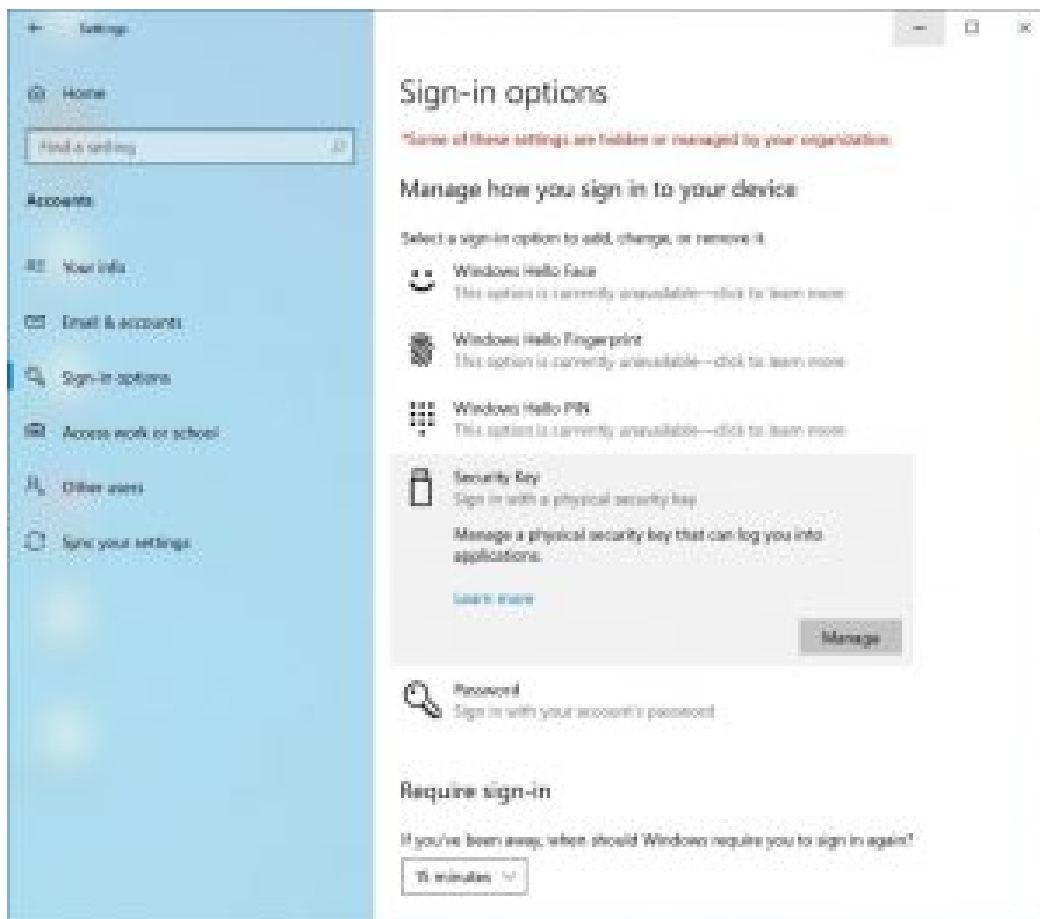 Settings
Home
Find a setting
Accounts
Your info
Email & accounts
Sign-in options
Access work or school
Other users
Sync your settings
Sign-in options
*Some of these settings are hidden or managed by your organization.
Manage how you sign in to your device
Select a sign-in option to add, change, or remove it.
Windows Hello Face
This option is currently unavailable—click to learn more
Windows Hello Fingerprint
This option is currently unavailable—click to learn more
Windows Hello PIN
This option is currently unavailable—click to learn more
Security Key
Sign in with a physical security key
Manage a physical security key that can log you into
applications.
Learn more
Manage
Password
Sign in with your account's password
Require sign-in
If you've been away, when should Windows require you to sign in again?
15 minutes